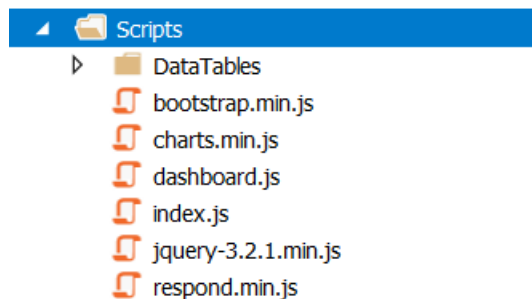 Scripts
DataTables
bootstrap.min.js
charts.min.js
dashboard.js
index.js
jquery-3.2.1.min.js
respond.min.js